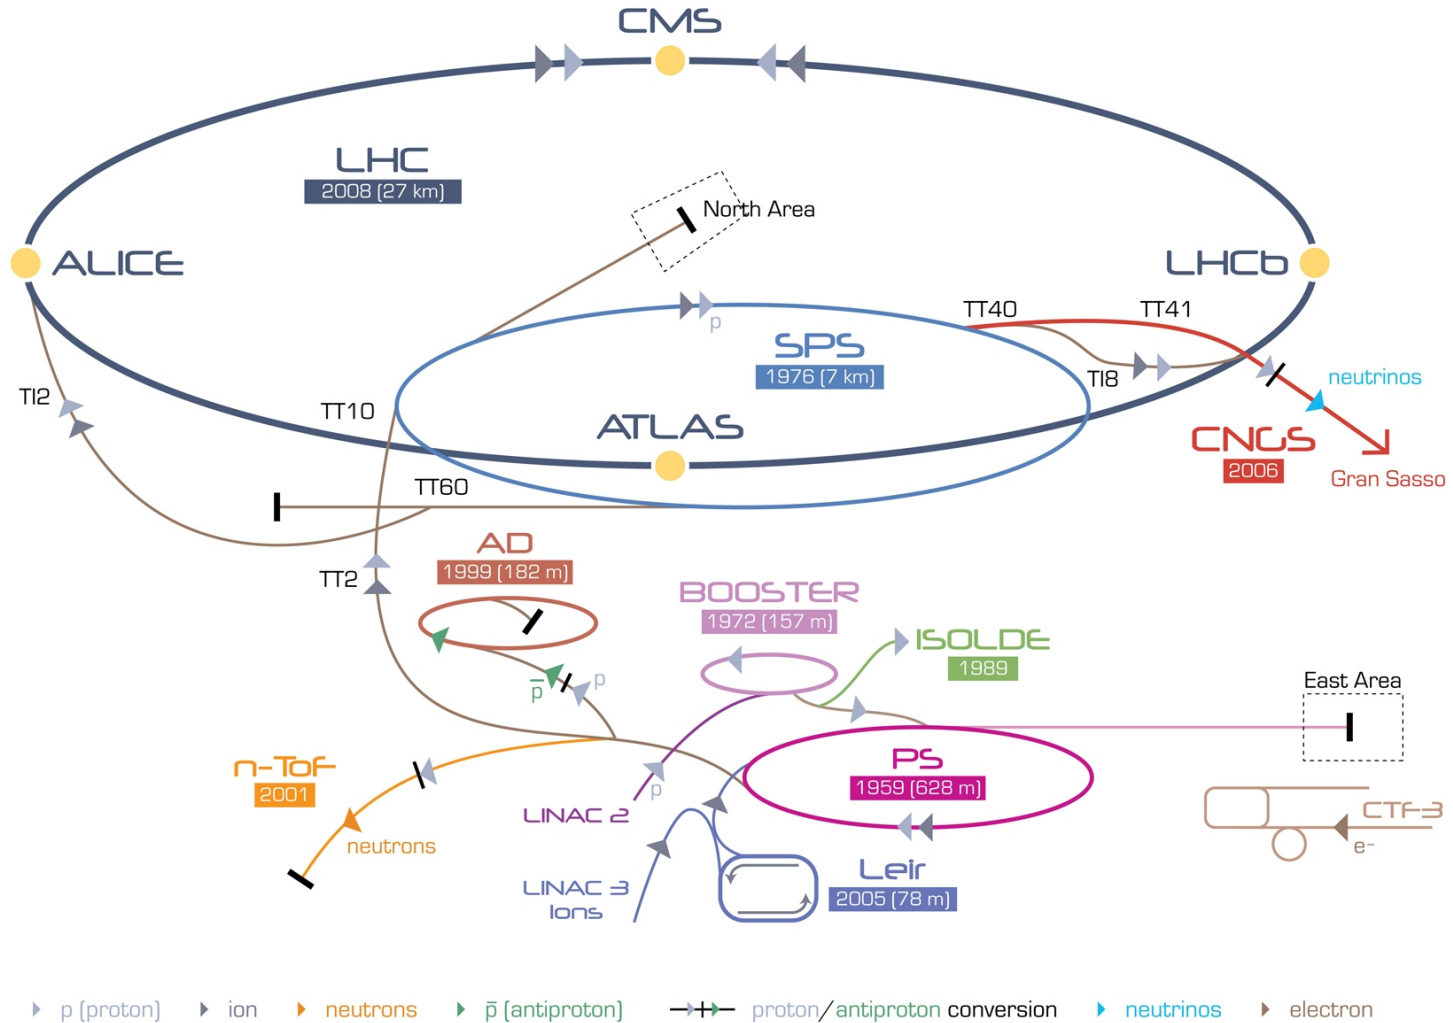 CMS
LHC
2008 (27 km)
North Area
ALICE
LHCb
TT40
TT41
p
SPS
1976 (7 km)
TI8
neutrinos
TI2
TT10
ATLAS
CNGS
2006
Gran Sasso
TT60
AD
1999 (182 m)
TT2
BOOSTER
1972 (157 m)
ISOLDE
1989
p̅
p
East Area
n-ToF
2001
PS
1959 (628 m)
p
LINAC 2
neutrons
CTF3
e-
LINAC 3
Ions
Leir
2005 (78 m)
p (proton)
ion
neutrons
p̅ (antiproton)
proton/antiproton conversion
neutrinos
electron